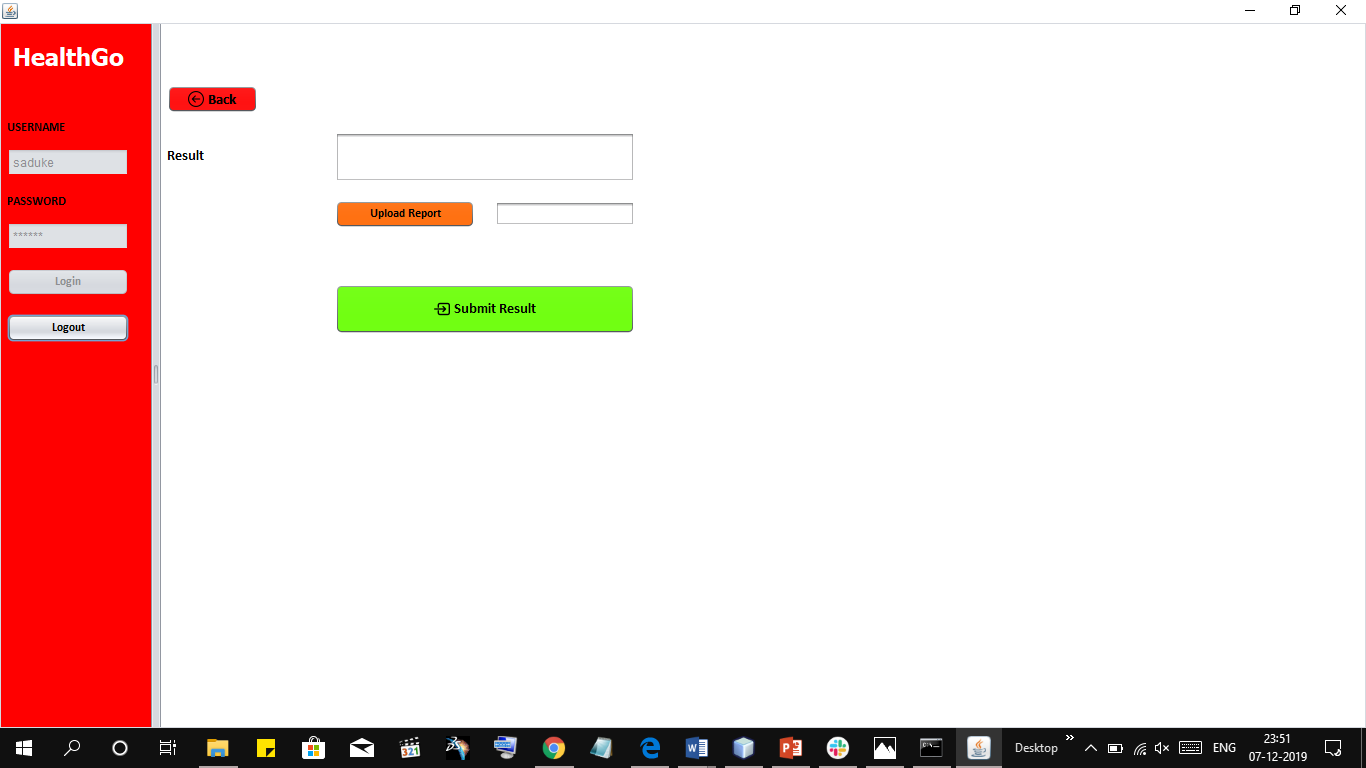 HealthGo
Back
USERNAME
saduke
Result
PASSWORD
Upload Report
******
Login
Submit Result
Logout
321
Desktop
ENG
23:51
07-12-2019